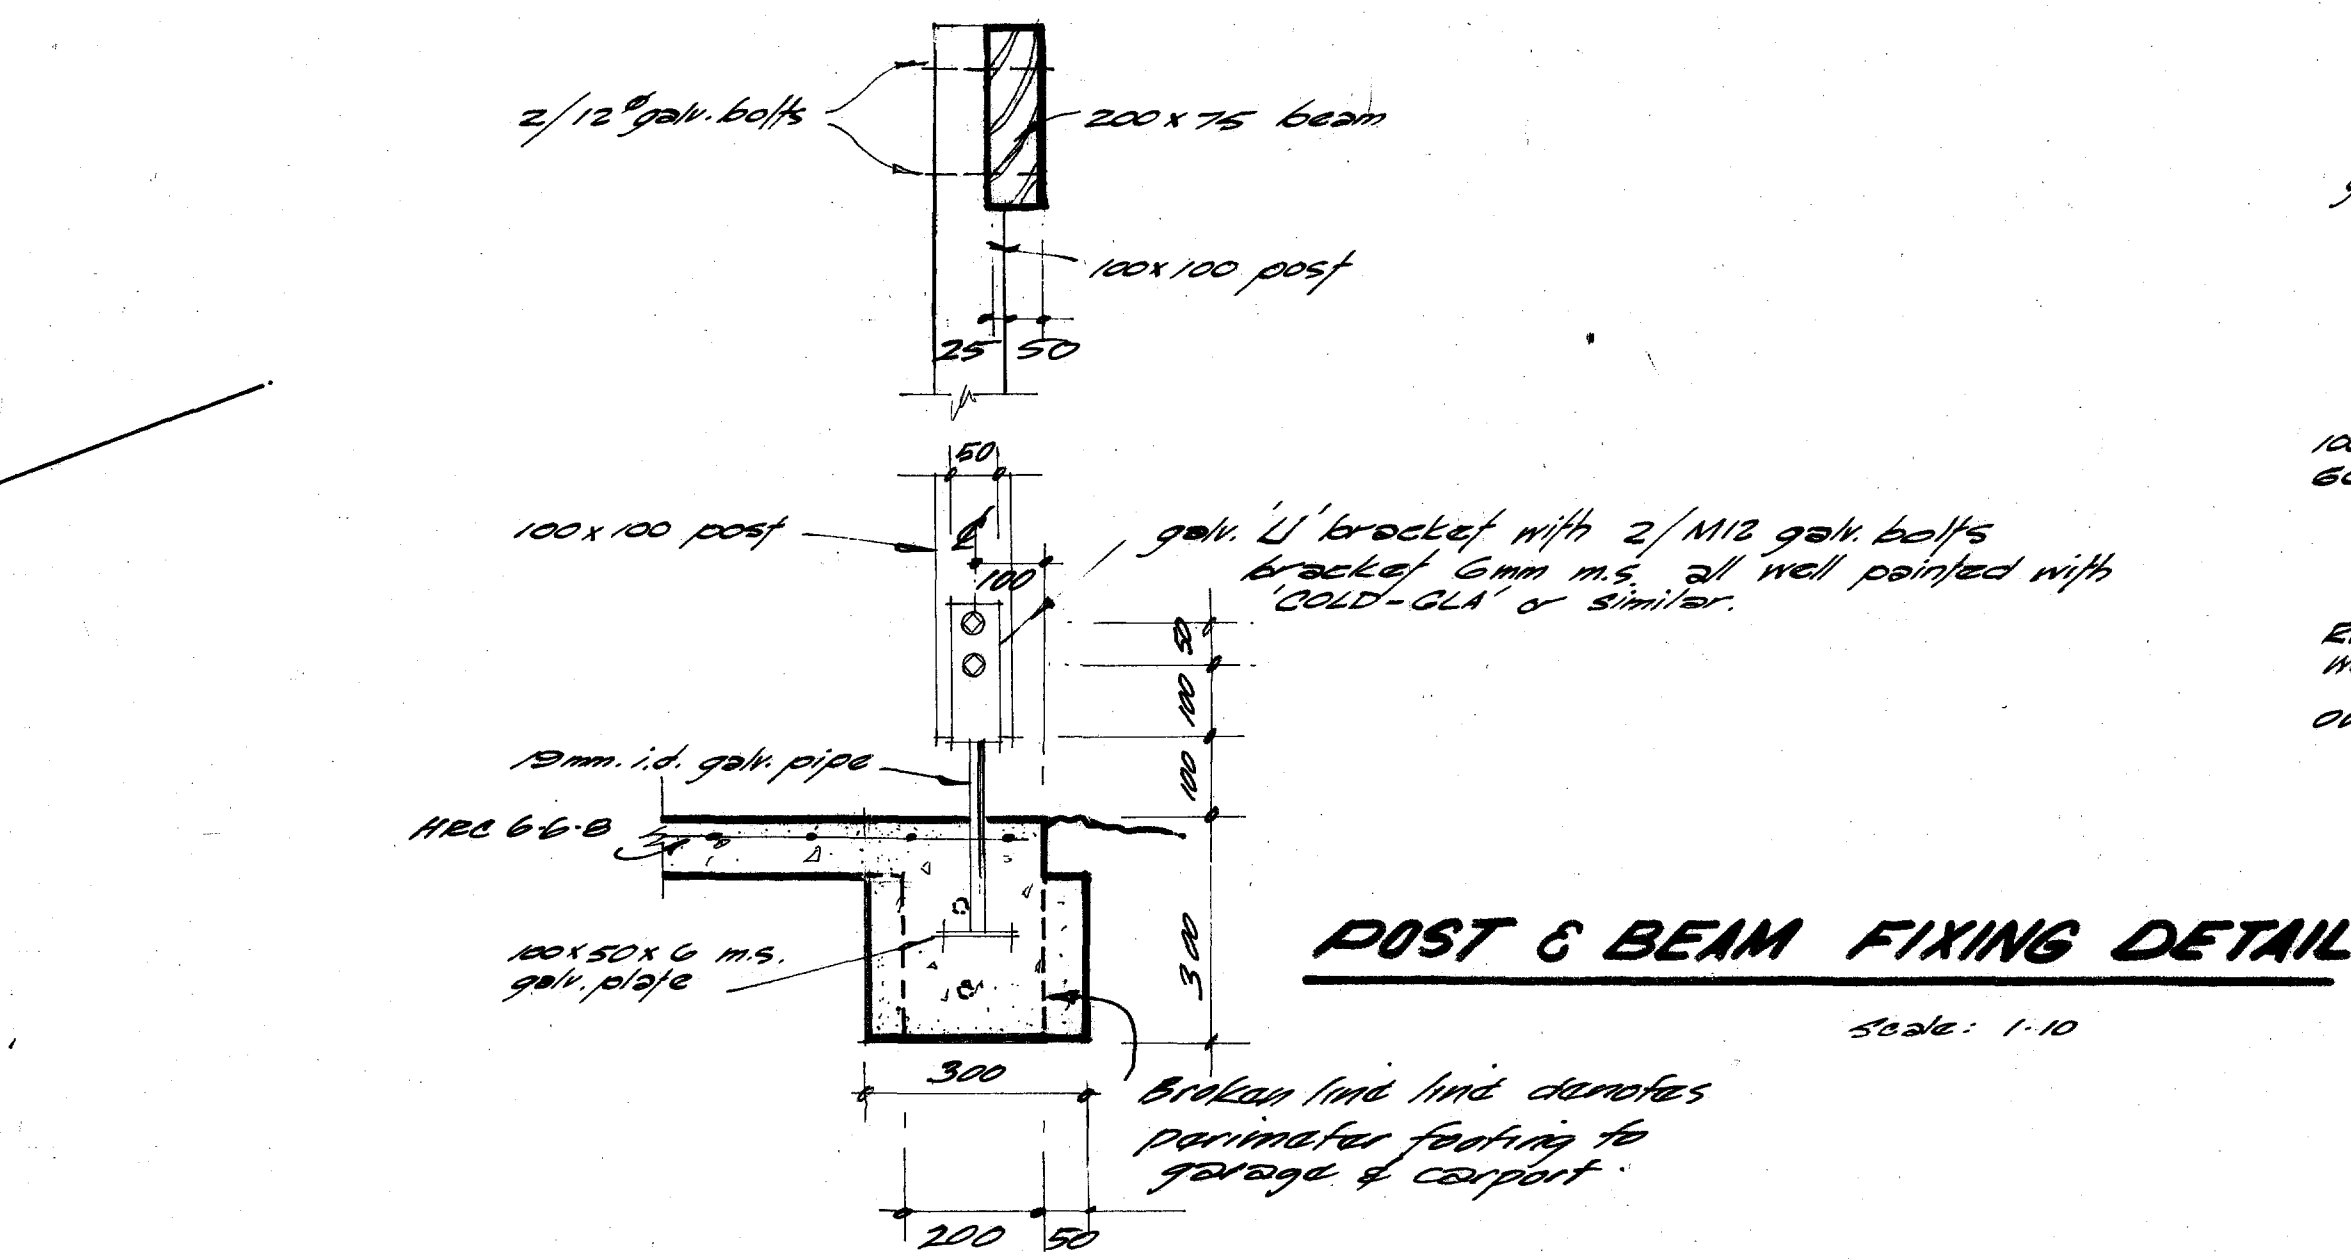 2/12ø galv. bolts
200 x 75 beam
100 x 100 post
25 50
50
100 x 100 post
℄
100
galv. 'U' bracket with 2/M12 galv. bolts
bracket 6mm m.s. all well painted with
'COLD-GLA' or similar.
50
100
100
300
19mm. i.d. galv. pipe
HRC 6-6-8
100 x 50 x 6 m.s.
galv. plate
POST & BEAM FIXING DETAIL
Scale: 1-10
300
Broken line line denotes
perimeter footing to
garage & carport.
200 50